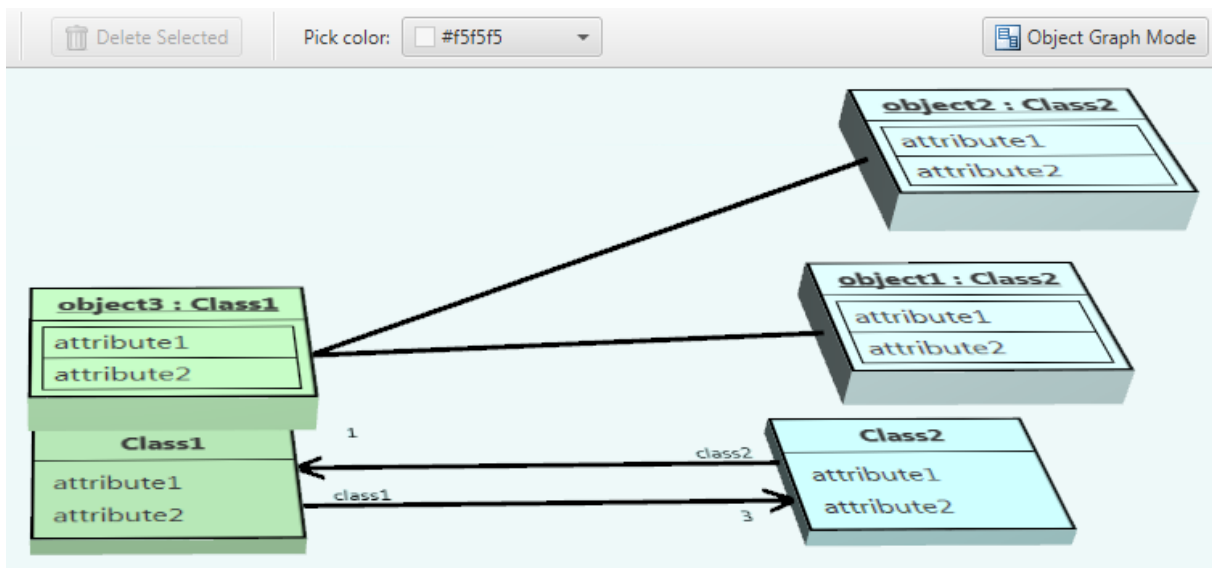 Delete Selected
Pick color:
#f5f5f5
Object Graph Mode
object2 : Class2
attribute1
attribute2
object1 : Class2
attribute1
attribute2
object3 : Class1
attribute1
attribute2
Class1
attribute1
attribute2
1
class2
class1
3
Class2
attribute1
attribute2